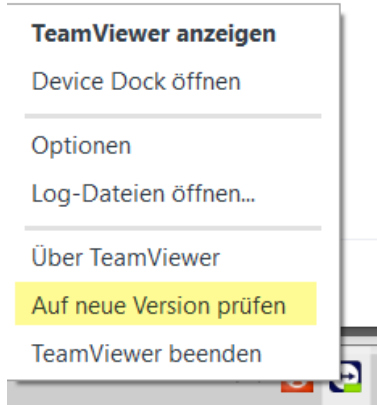 TeamViewer anzeigen
Device Dock öffnen
Optionen
Log-Dateien öffnen...
Über TeamViewer
Auf neue Version prüfen
TeamViewer beenden